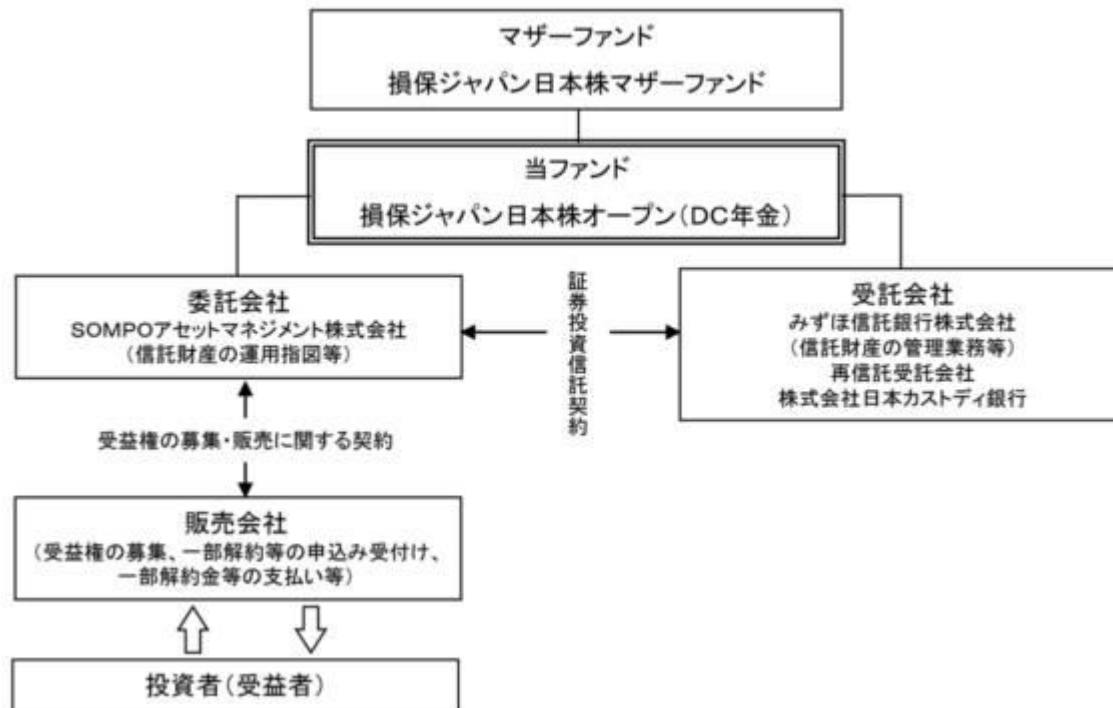 マザーファンド
損保ジャパン日本株マザーファンド
当ファンド
損保ジャパン日本株オープン(DC年金)
委託会社
SOMPOアセットマネジメント株式会社
(信託財産の運用指図等)
証券投資信託契約
受託会社
みずほ信託銀行株式会社
(信託財産の管理業務等)
再信託受託会社
株式会社日本カストディ銀行
受益権の募集・販売に関する契約
販売会社
(受益権の募集、一部解約等の申込み受付け、
一部解約金等の支払い等)
投資者(受益者)